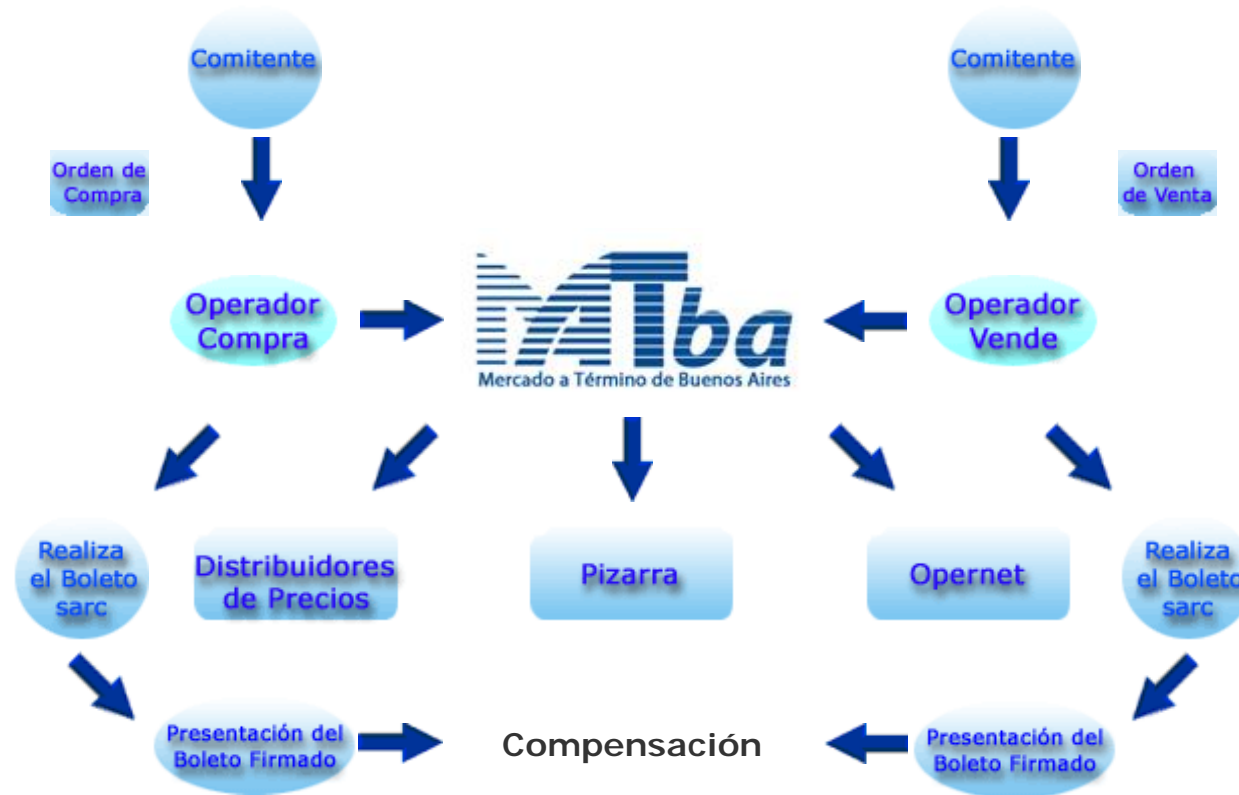 Comitente
Comitente
Orden de
Compra
Orden
de Venta
Operador
Compra
MATba
Mercado a Término de Buenos Aires
Operador
Vende
Realiza
el Boleto
sarc
Distribuidores
de Precios
Pizarra
Opernet
Realiza
el Boleto
sarc
Presentación del
Boleto Firmado
Compensación
Presentación del
Boleto Firmado